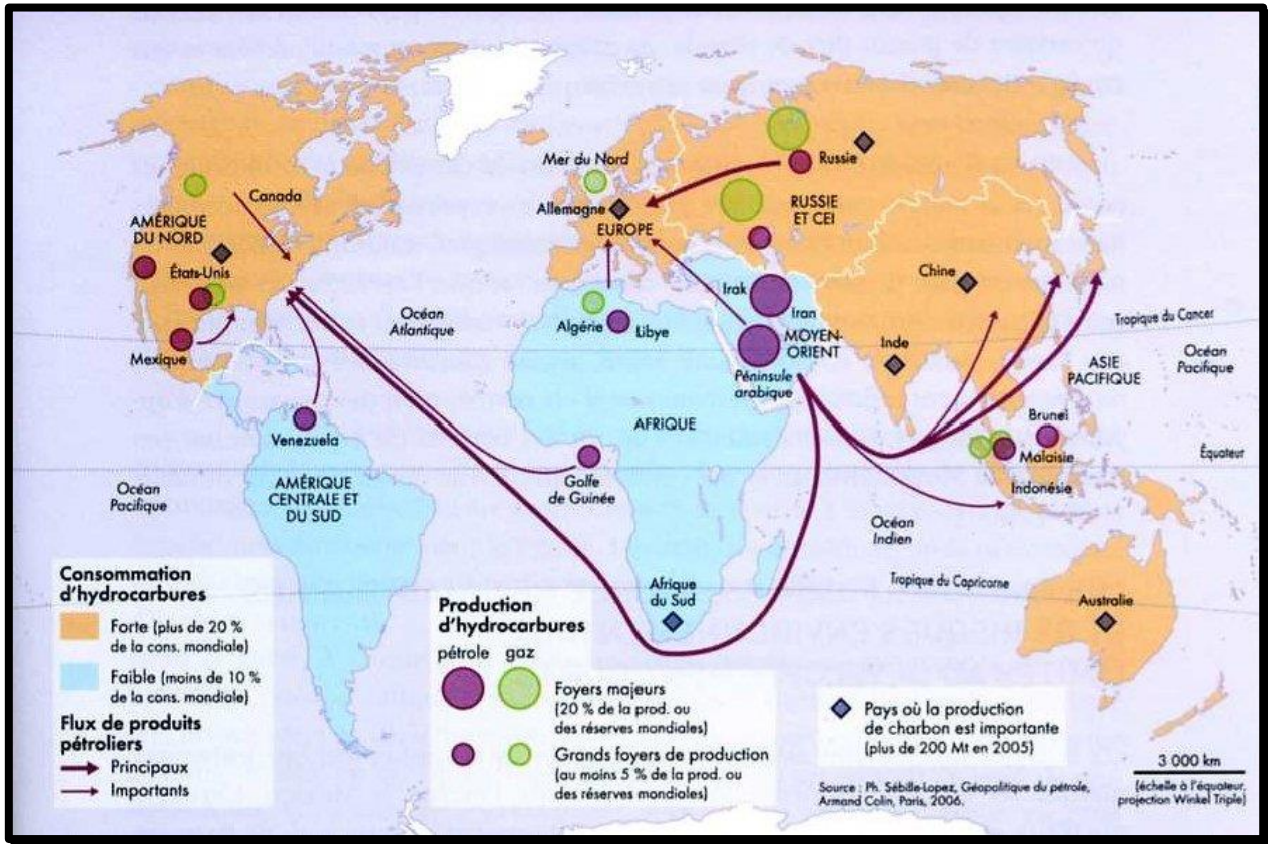 Mer du Nord
Russie
Canada
Allemagne
EUROPE
RUSSIE
ET CEI
AMÉRIQUE
DU NORD
États-Unis
Chine
Irak
Iran
Océan
Atlantique
Algérie
Libye
MOYEN-
ORIENT
Tropique du Cancer
Mexique
Inde
Océan
Pacifique
Péninsule
arabique
ASIE
PACIFIQUE
AFRIQUE
Venezuela
Brunei
Malaisie
Équateur
Golfe
de Guinée
Indonésie
Océan
Pacifique
AMÉRIQUE
CENTRALE ET
DU SUD
Océan
Indien
Afrique
du Sud
Tropique du Capricorne
Australie
Consommation
d'hydrocarbures
Forte (plus de 20 %
de la cons. mondiale)
Faible (moins de 10 %
de la cons. mondiale)
Flux de produits
pétroliers
Principaux
Importants
Production
d'hydrocarbures
pétrole gaz
Foyers majeurs
(20 % de la prod. ou
des réserves mondiales)
Grands foyers de production
(au moins 5 % de la prod. ou
des réserves mondiales)
Pays où la production
de charbon est importante
(plus de 200 Mt en 2005)
Source : Ph. Sébille-Lopez, Géopolitique du pétrole,
Armand Colin, Paris, 2006.
3 000 km
(échelle à l'équateur,
projection Winkel Triple)